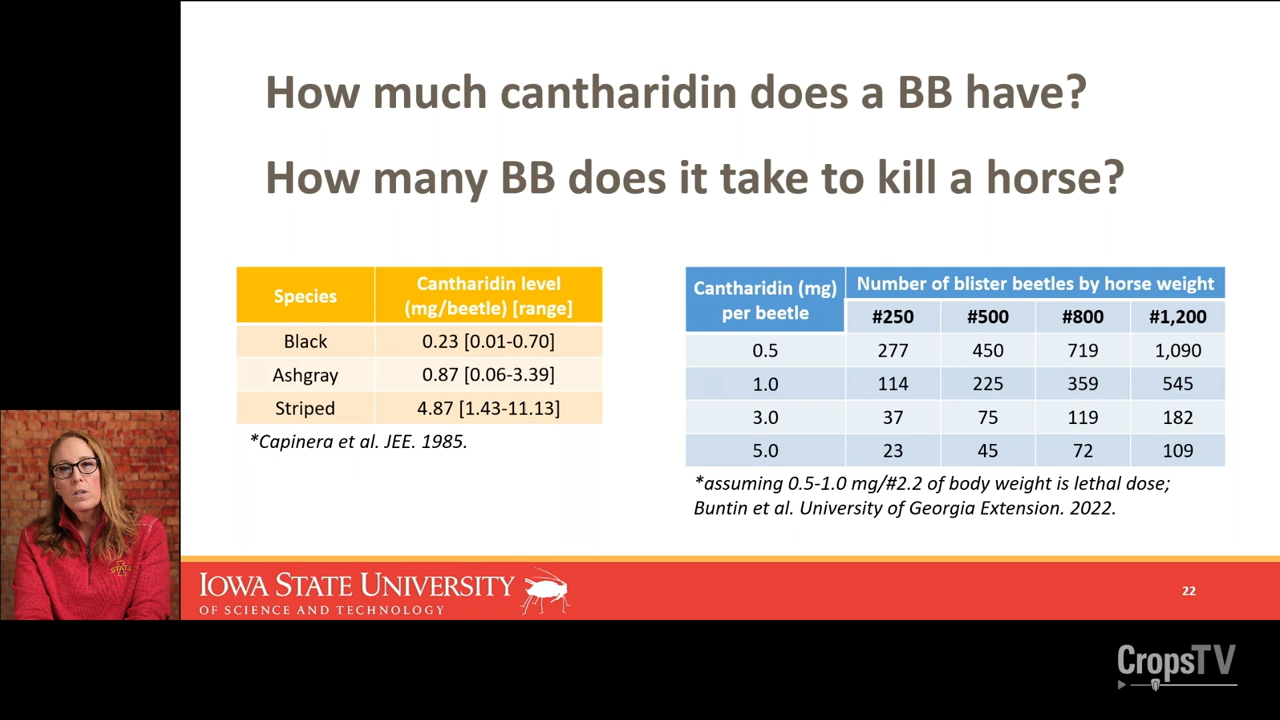 How much cantharidin does a BB have?
How many BB does it take to kill a horse?
Species
Cantharidin level
(mg/beetle) [range]
Black 0.23 [0.01-0.70]
Ashgray 0.87 [0.06-3.39]
Striped 4.87 [1.43-11.13]
*Capinera et al. JEE. 1985.
Cantharidin (mg)
per beetle
Number of blister beetles by horse weight
#250 #500 #800 #1,200
0.5 277 450 719 1,090
1.0 114 225 359 545
3.0 37 75 119 182
5.0 23 45 72 109
*assuming 0.5-1.0 mg/#2.2 of body weight is lethal dose;
Buntin et al. University of Georgia Extension. 2022.
STATE
IOWA STATE UNIVERSITY
OF SCIENCE AND TECHNOLOGY
22
CropsTV